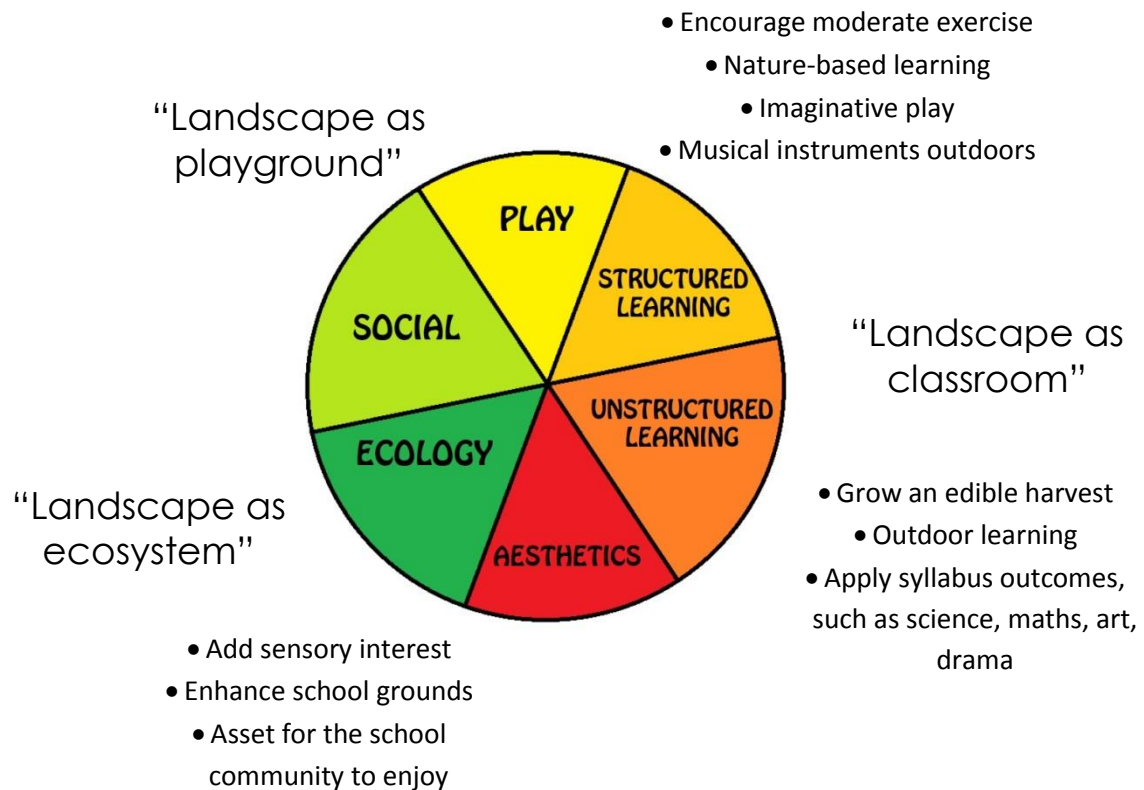 • Encourage moderate exercise
• Nature-based learning
• Imaginative play
• Musical instruments outdoors
“Landscape as
playground”
PLAY
STRUCTURED
LEARNING
SOCIAL
“Landscape as
classroom”
UNSTRUCTURED
LEARNING
ECOLOGY
“Landscape as
ecosystem”
AESTHETICS
• Grow an edible harvest
• Outdoor learning
• Apply syllabus outcomes,
such as science, maths, art,
drama
• Add sensory interest
• Enhance school grounds
• Asset for the school
community to enjoy